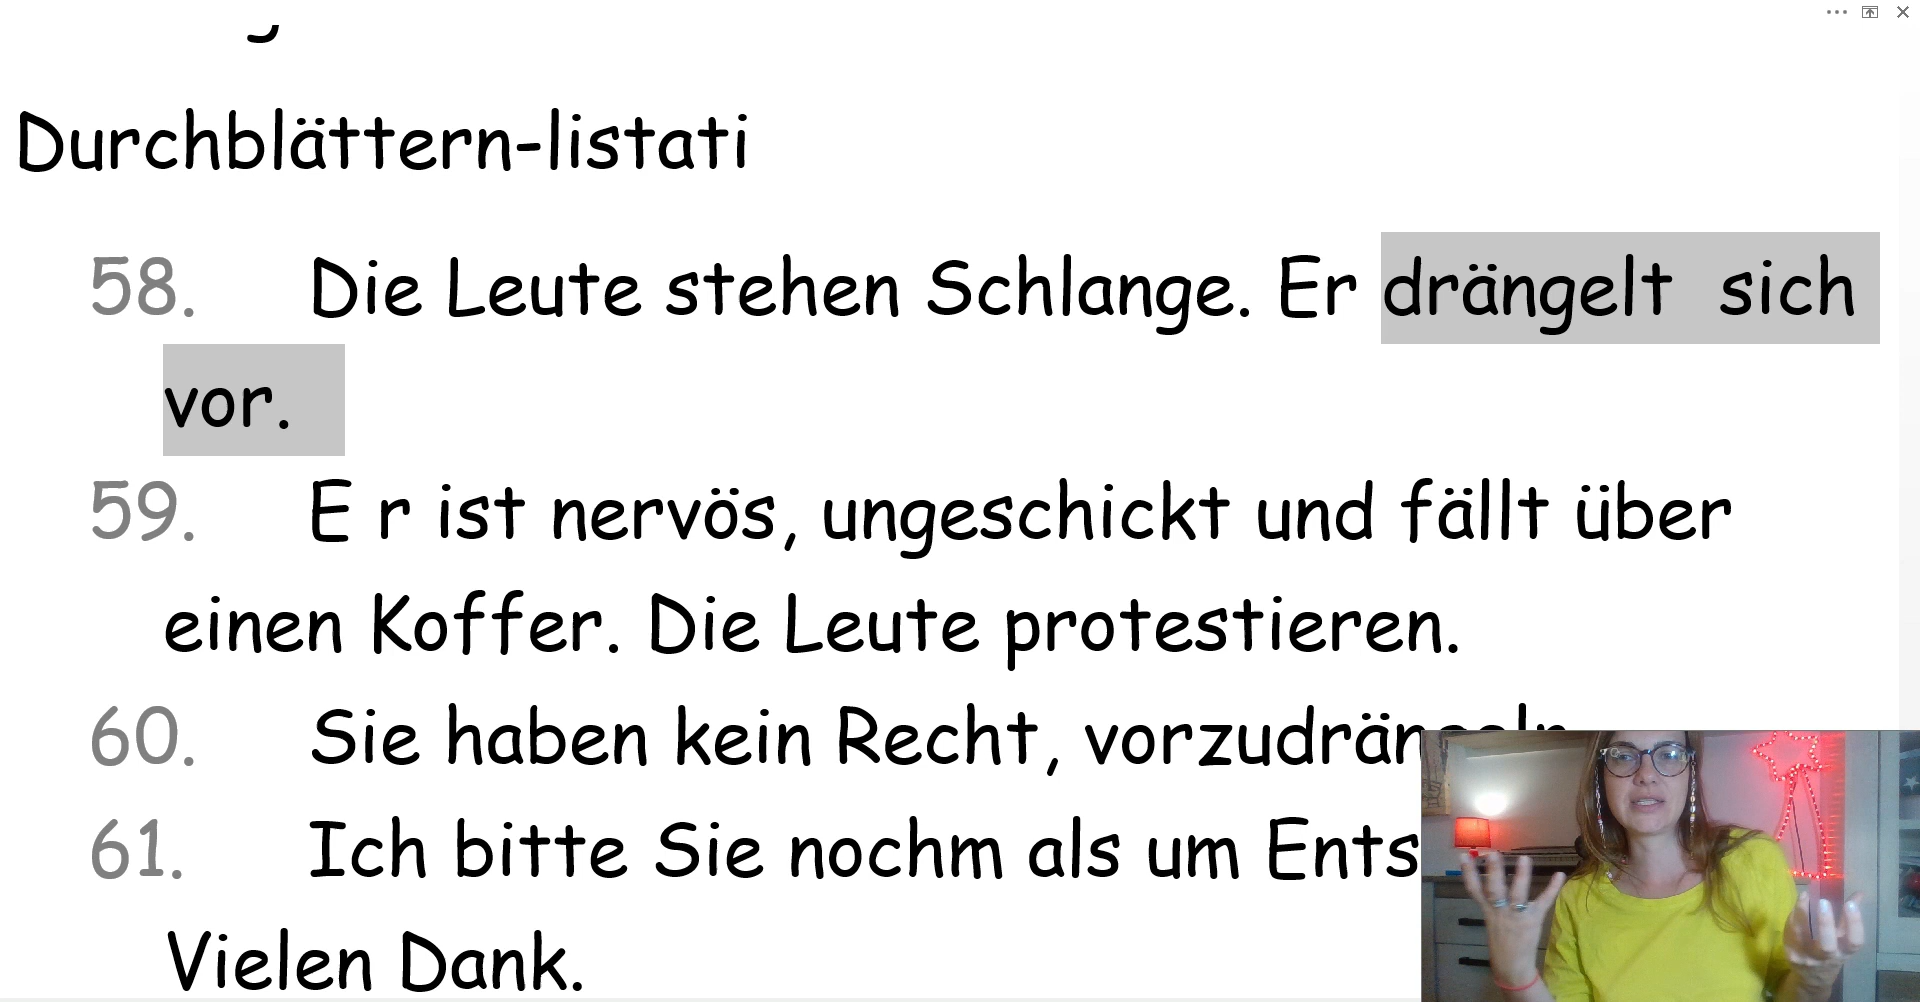 Durchblättern-listati
58. Die Leute stehen Schlange. Er drängelt sich
vor.
59. E r ist nervös, ungeschickt und fällt über
einen Koffer. Die Leute protestieren.
60. Sie haben kein Recht,
61. Ich bitte Sie nochm als um
Vielen Dank.